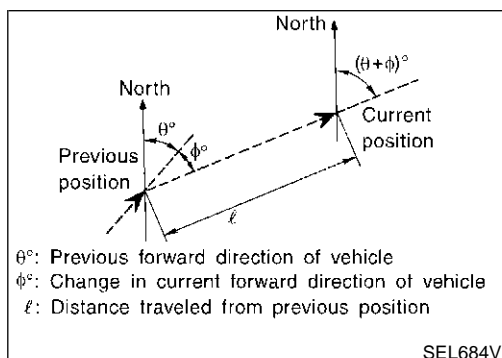 North
(θ+ϕ)°
North
θ°
ϕ°
Current
position
Previous
position
ℓ
θ°: Previous forward direction of vehicle
ϕ°: Change in current forward direction of vehicle
ℓ: Distance traveled from previous position
SEL684V